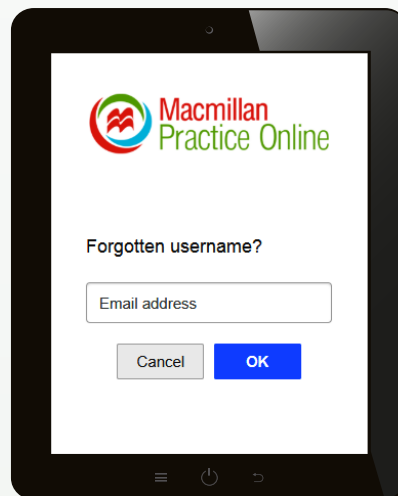 Macmillan
Practice Online
Forgotten username?
Email address
Cancel
OK